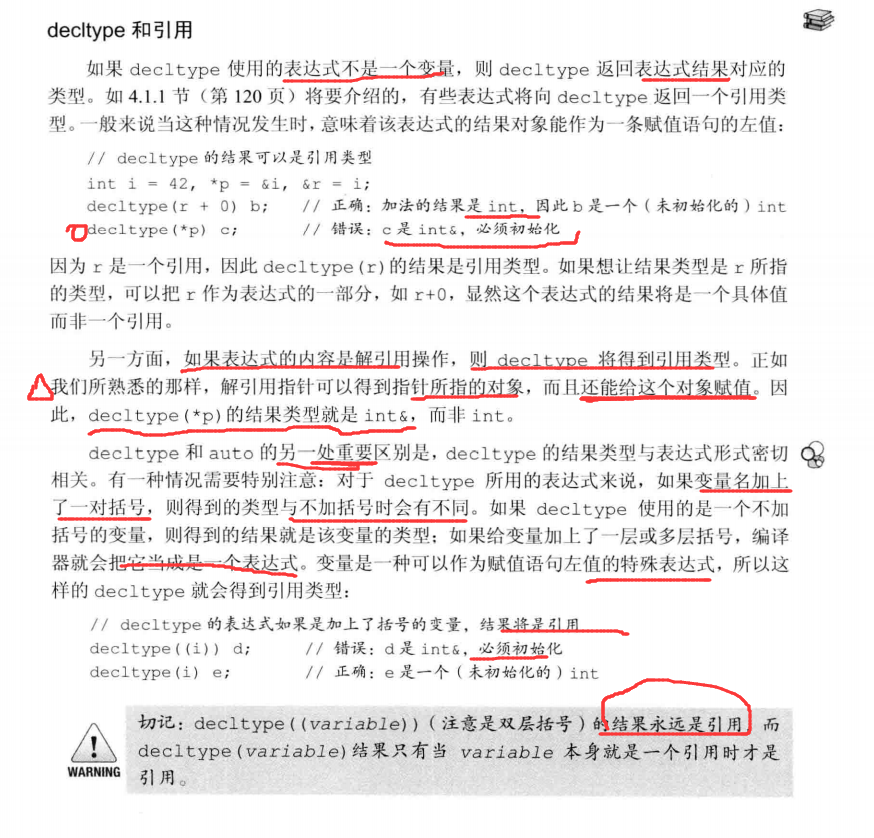 decltype 和引用
如果 decltype 使用的表达式不是一个变量，则 decltype 返回表达式结果对应的
类型。如 4.1.1 节（第 120 页）将要介绍的，有些表达式将向 decltype 返回一个引用类
型。一般来说当这种情况发生时，意味着该表达式的结果对象能作为一条赋值语句的左值：
// decltype 的结果可以是引用类型
int i = 42, *p = &i, &r = i;
decltype(r + 0) b; // 正确：加法的结果是 int，因此 b 是一个（未初始化的）int
decltype(*p) c; // 错误：c 是 int&，必须初始化
因为 r 是一个引用，因此 decltype(r)的结果是引用类型。如果想让结果类型是 r 所指
的类型，可以把 r 作为表达式的一部分，如 r+0，显然这个表达式的结果将是一个具体值
而非一个引用。
另一方面，如果表达式的内容是解引用操作，则 decltype 将得到引用类型。正如
我们所熟悉的那样，解引用指针可以得到指针所指的对象，而且还能给这个对象赋值。因
此，decltype(*p)的结果类型就是 int&，而非 int。
decltype 和 auto 的另一处重要区别是，decltype 的结果类型与表达式形式密切
相关。有一种情况需要特别注意：对于 decltype 所用的表达式来说，如果变量名加上
了一对括号，则得到的类型与不加括号时会有不同。如果 decltype 使用的是一个不加
括号的变量，则得到的结果就是该变量的类型；如果给变量加上了一层或多层括号，编译
器就会把它当成是一个表达式。变量是一种可以作为赋值语句左值的特殊表达式，所以这
样的 decltype 就会得到引用类型：
// decltype 的表达式如果是加上了括号的变量，结果将是引用
decltype((i)) d; // 错误：d 是 int&，必须初始化
decltype(i) e; // 正确：e 是一个（未初始化的）int
切记：decltype((variable))（注意是双层括号）的结果永远是引用，而
decltype(variable)结果只有当 variable 本身就是一个引用时才是
引用。
WARNING